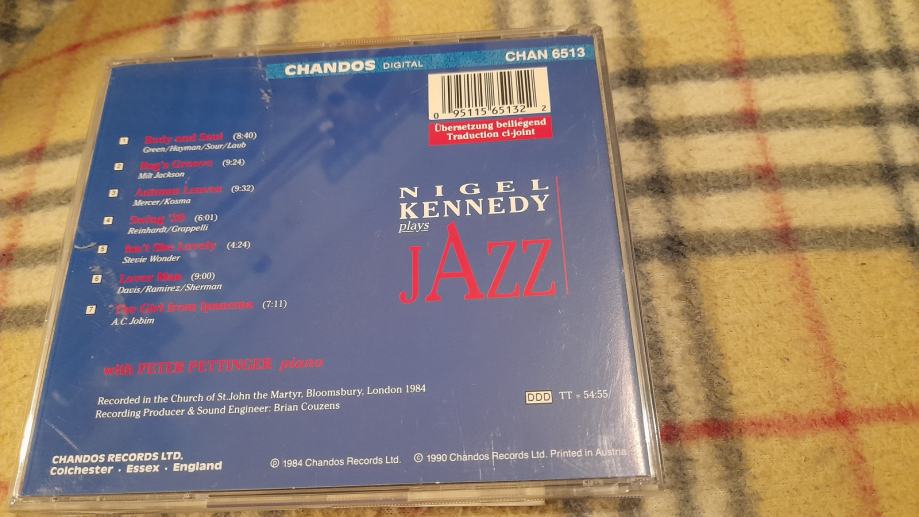 CHANDOS DIGITAL
CHAN 6513
0 95115 65132 2
Übersetzung beiliegend
Traduction ci-joint
1 Body and Soul (8:40)
Green/Hayman/Sour/Laub
2 Bag's Groove (9:24)
Milt Jackson
3 Autumn Leaves (9:32)
Mercer/Kosma
4 Swing '39 (6:01)
Reinhardt/Grappelli
5 Isn't She Lovely (4:24)
Stevie Wonder
6 Lover Man (9:00)
Davis/Ramirez/Sherman
7 The Girl from Ipanema (7:11)
A.C. Jobim
NIGEL
KENNEDY
plays
JAZZ
with PETER PETTINGER piano
Recorded in the Church of St.John the Martyr, Bloomsbury, London 1984
Recording Producer & Sound Engineer: Brian Couzens
DDD TT = 54:55
CHANDOS RECORDS LTD.
Colchester · Essex · England
℗ 1984 Chandos Records Ltd. © 1990 Chandos Records Ltd. Printed in Austria